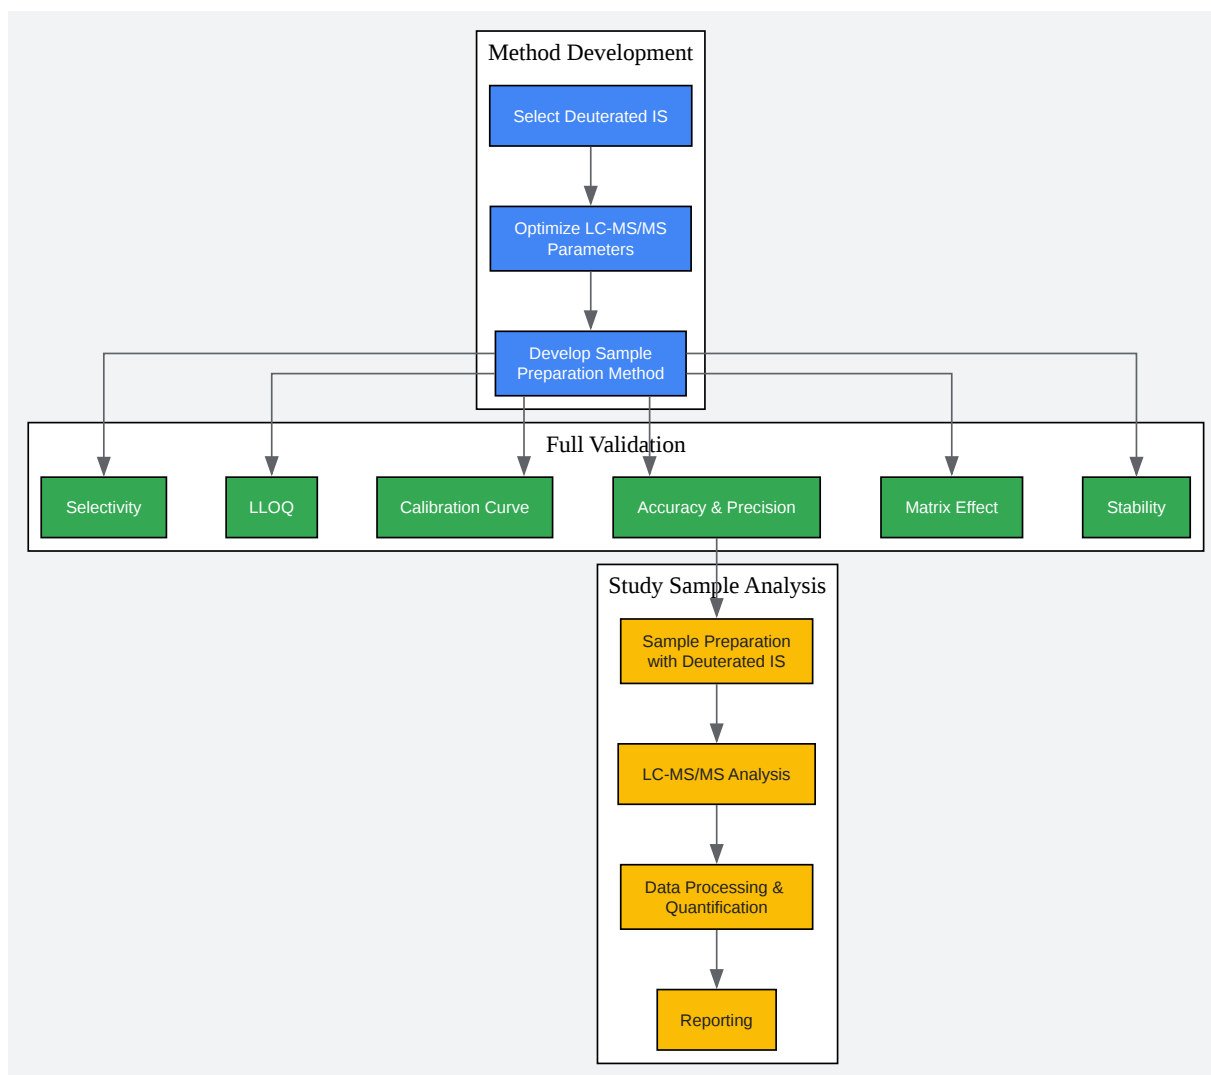 Method Development
Select Deuterated IS
Optimize LC-MS/MS
Parameters
Develop Sample
Preparation Method
Full Validation
Selectivity
LLOQ
Calibration Curve
Accuracy & Precision
Matrix Effect
Stability
Study Sample Analysis
Sample Preparation
with Deuterated IS
LC-MS/MS Analysis
Data Processing &
Quantification
Reporting